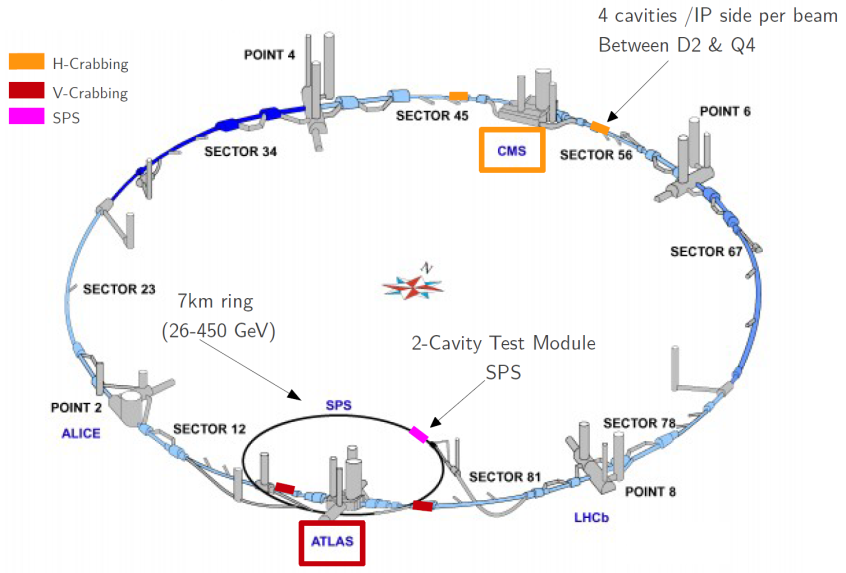 4 cavities /IP side per beam
Between D2 & Q4
H-Crabbing
V-Crabbing
SPS
POINT 4
SECTOR 45
CMS
SECTOR 56
POINT 6
SECTOR 34
SECTOR 67
N
SECTOR 23
7km ring
(26-450 GeV)
2-Cavity Test Module
SPS
SPS
POINT 2
ALICE
SECTOR 12
SECTOR 78
SECTOR 81
POINT 8
LHCb
ATLAS